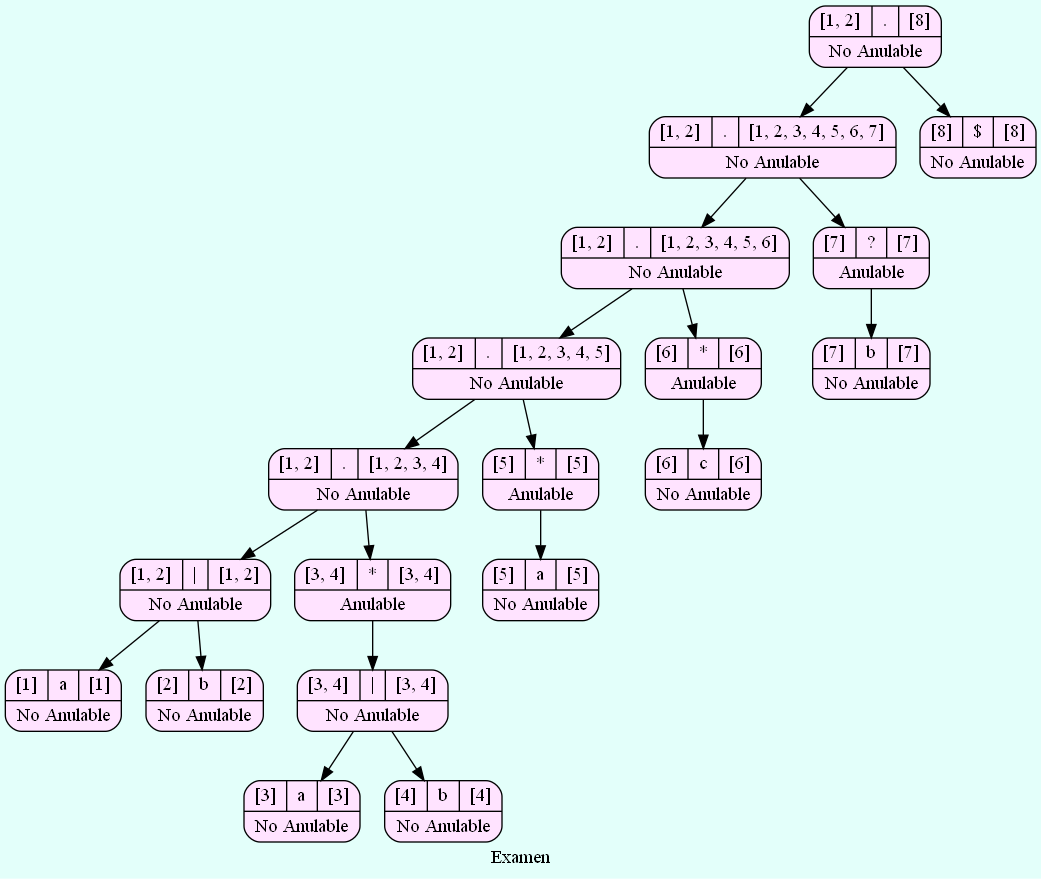 [1, 2] . [8]
No Anulable
[1, 2] . [1, 2, 3, 4, 5, 6, 7]
No Anulable
[8] $ [8]
No Anulable
[1, 2] . [1, 2, 3, 4, 5, 6]
No Anulable
[7] ? [7]
Anulable
[1, 2] . [1, 2, 3, 4, 5]
No Anulable
[6] * [6]
Anulable
[7] b [7]
No Anulable
[1, 2] . [1, 2, 3, 4]
No Anulable
[5] * [5]
Anulable
[6] c [6]
No Anulable
[1, 2] | [1, 2]
No Anulable
[3, 4] * [3, 4]
Anulable
[5] a [5]
No Anulable
[1] a [1]
No Anulable
[2] b [2]
No Anulable
[3, 4] | [3, 4]
No Anulable
[3] a [3]
No Anulable
[4] b [4]
No Anulable
Examen